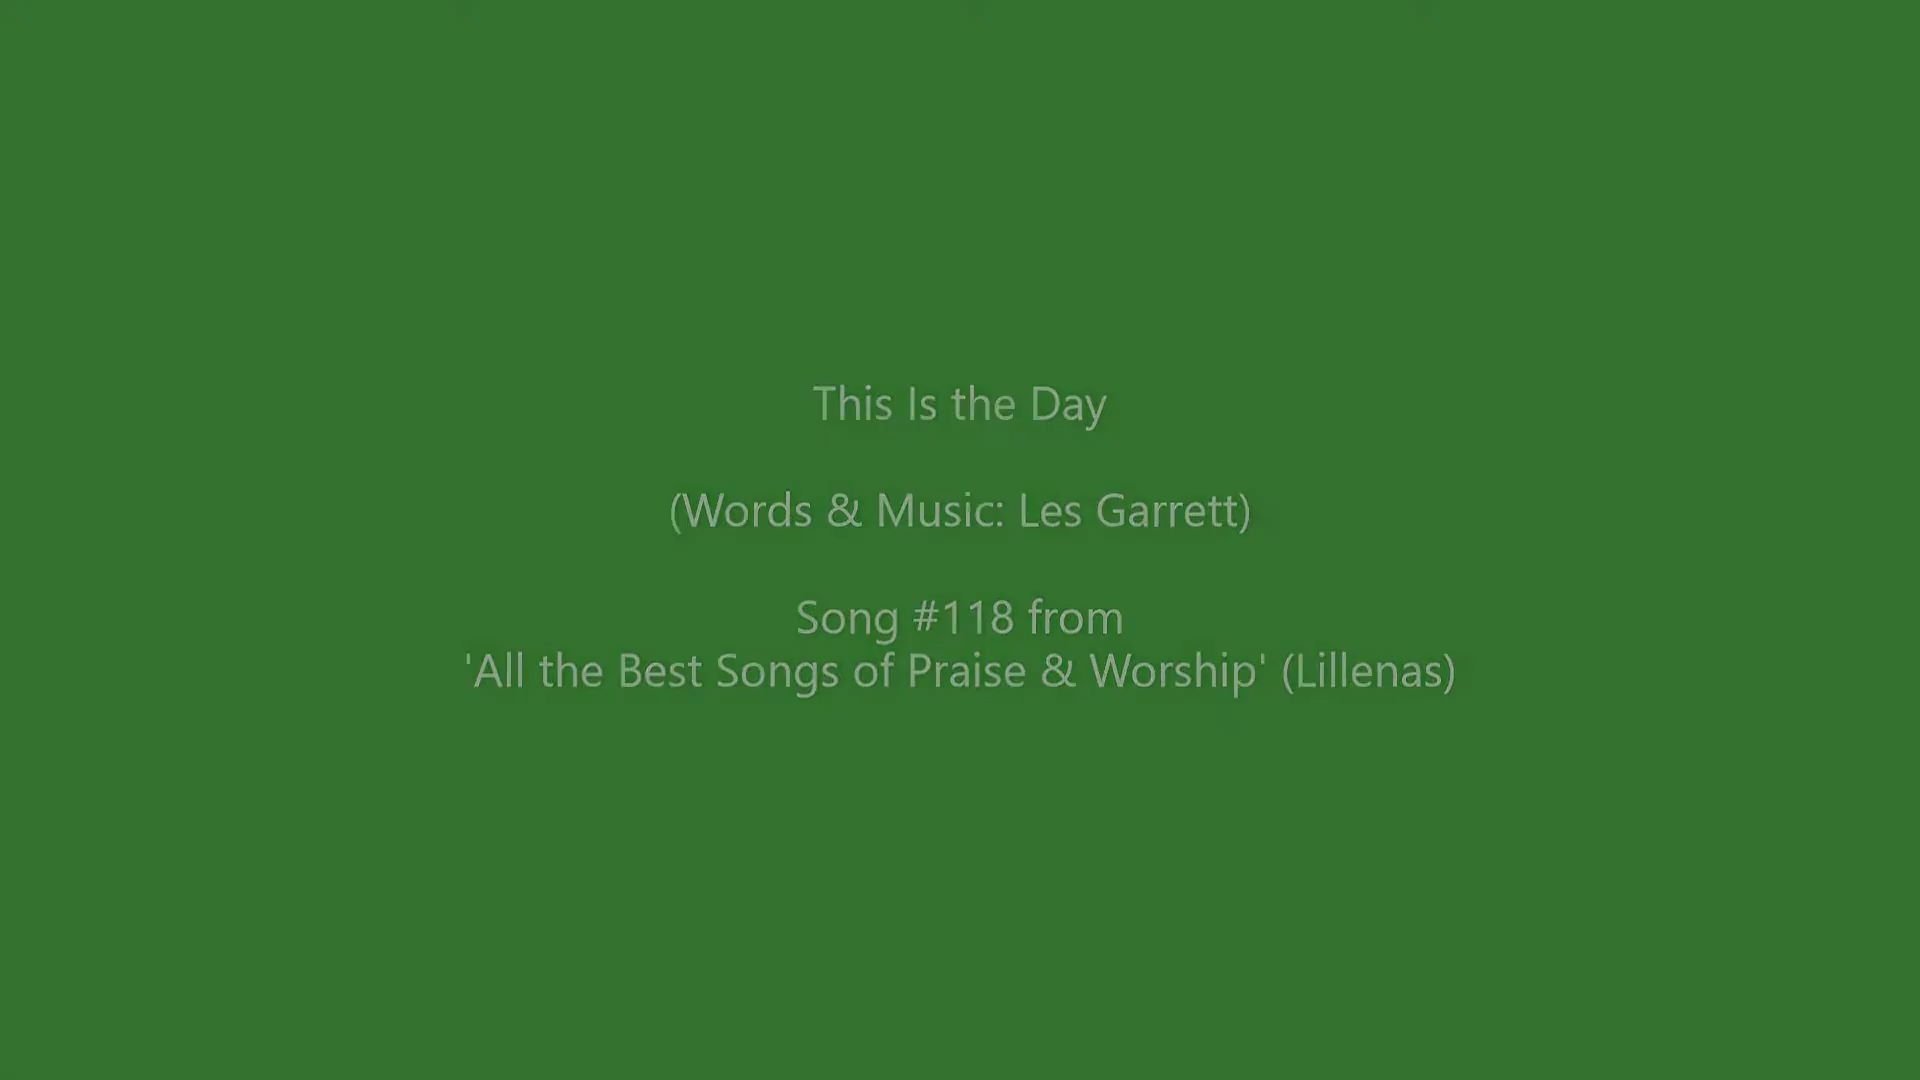 This Is the Day
(Words & Music: Les Garrett)
Song #118 from
'All the Best Songs of Praise & Worship' (Lillenas)